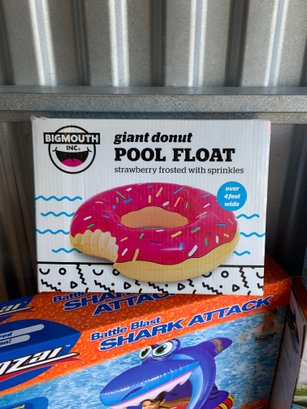 BIGMOUTH
INC.
giant donut
POOL FLOAT
strawberry frosted with sprinkles
over
4 feet
wide
Battle Blast
SHARK ATTACK
Battle Blast
SHARK ATTACK